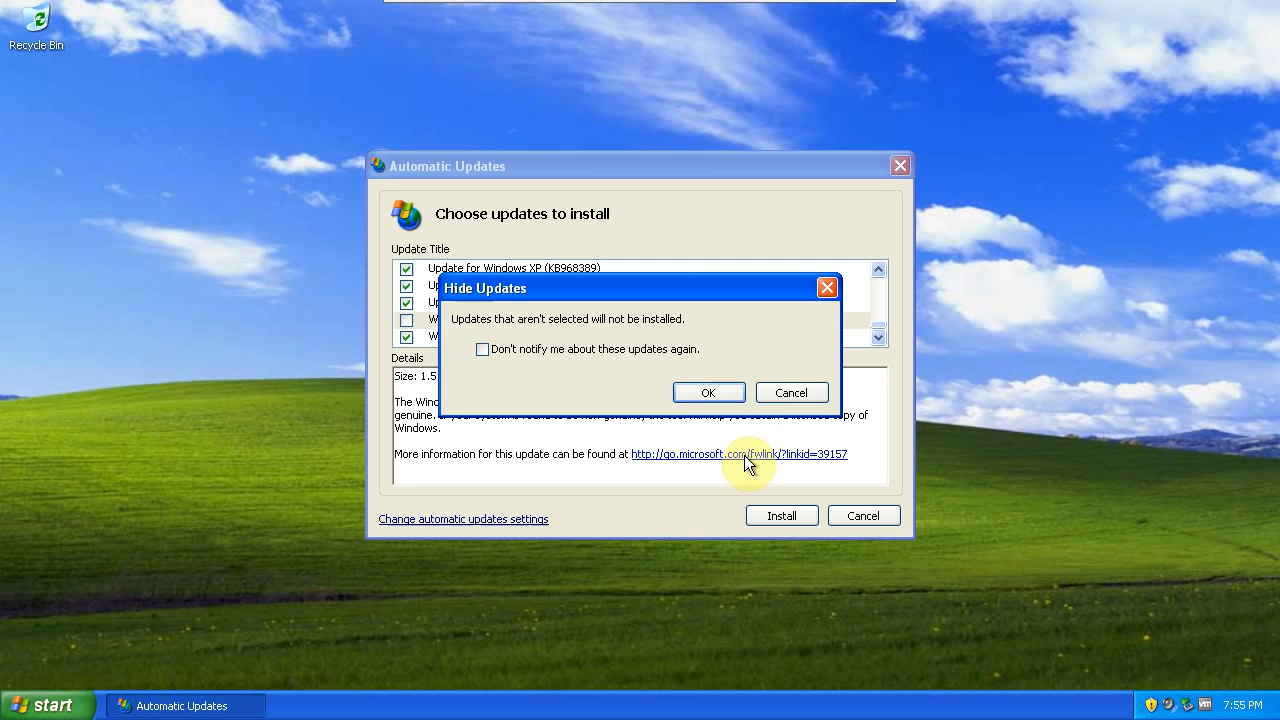 Recycle Bin
Automatic Updates
Choose updates to install
Update Title
Update for Windows XP (KB968389)
Hide Updates
Updates that aren't selected will not be installed.
Don't notify me about these updates again.
OK
Cancel
Details
Size: 1.5
The Wind
genuine.
copy of
Windows.
More information for this update can be found at http://go.microsoft.com/fwlink/?linkid=39157
Change automatic updates settings
Install
Cancel
start
Automatic Updates
vm
7:55 PM